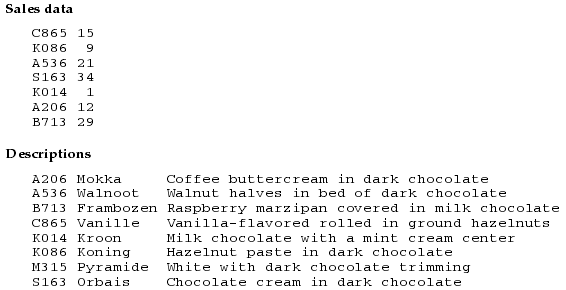 Sales data
C865 15
K086 9
A536 21
S163 34
K014 1
A206 12
B713 29
Descriptions
A206 Mokka Coffee buttercream in dark chocolate
A536 Walnoot Walnut halves in bed of dark chocolate
B713 Frambozen Raspberry marzipan covered in milk chocolate
C865 Vanille Vanilla-flavored rolled in ground hazelnuts
K014 Kroon Milk chocolate with a mint cream center
K086 Koning Hazelnut paste in dark chocolate
M315 Pyramide White with dark chocolate trimming
S163 Orbais Chocolate cream in dark chocolate